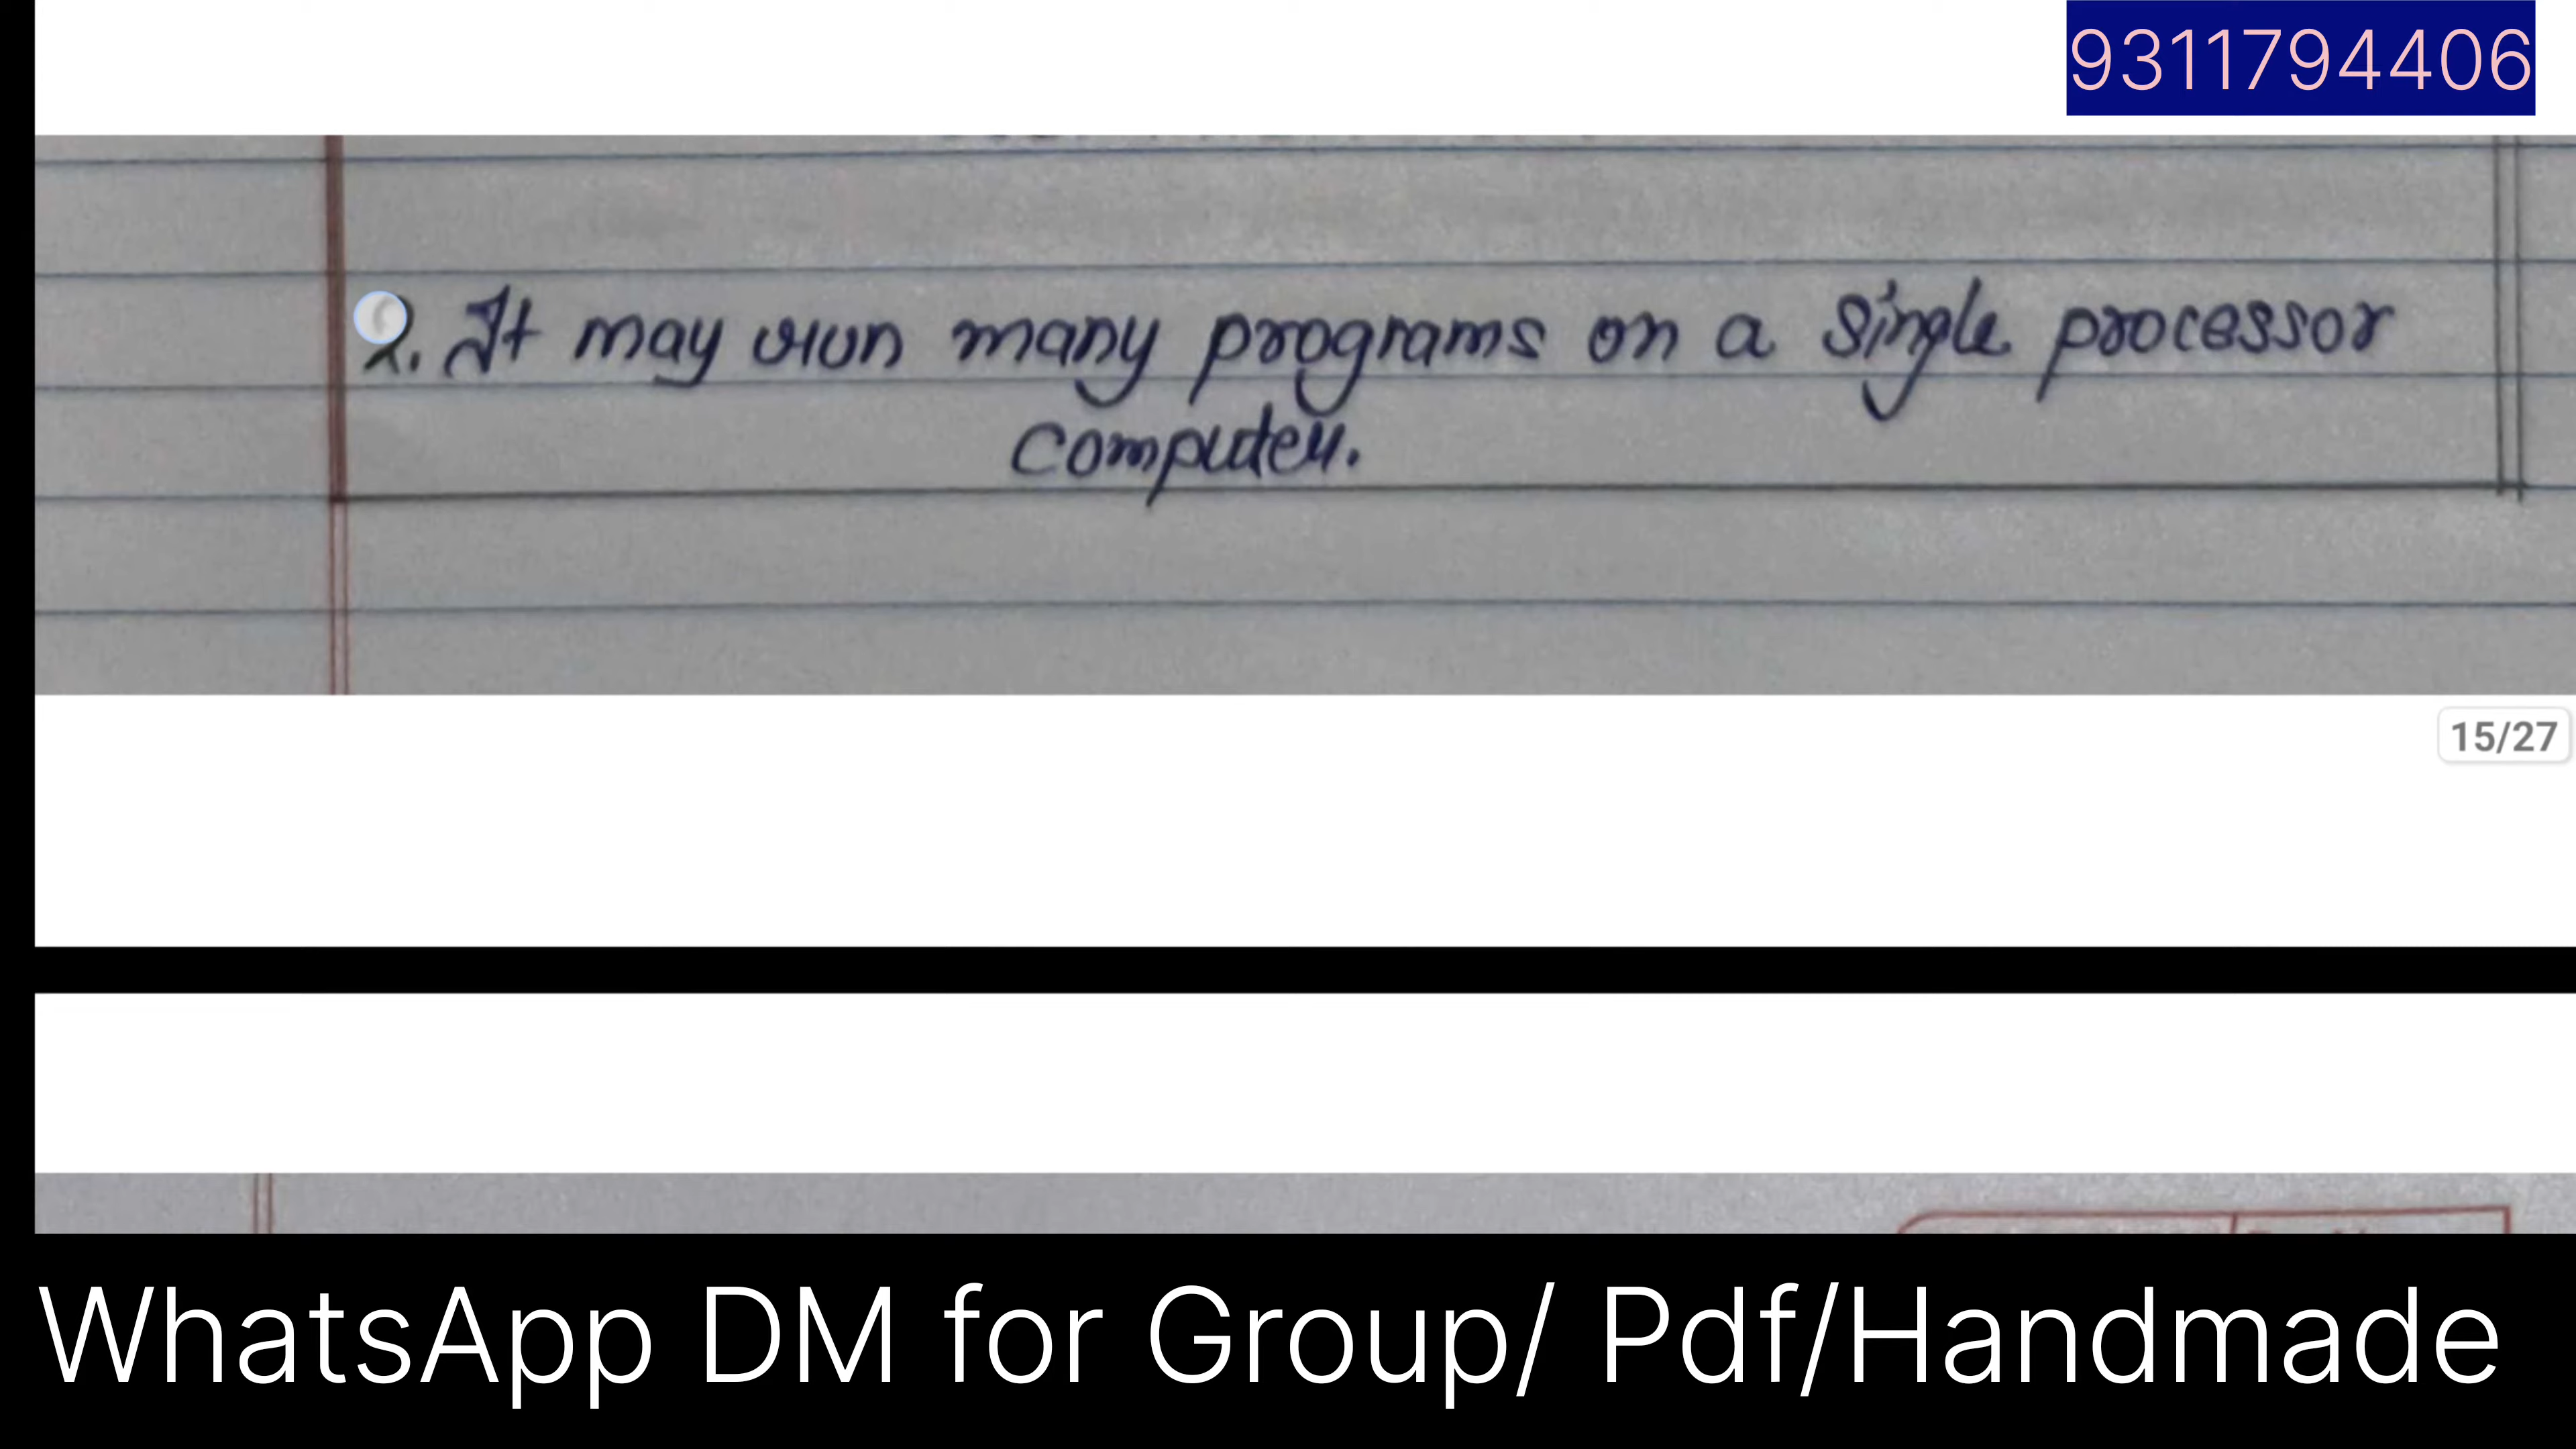 9311794406
2. It may run many programs on a single processor
computer.
15/27
WhatsApp DM for Group/ Pdf/Handmade